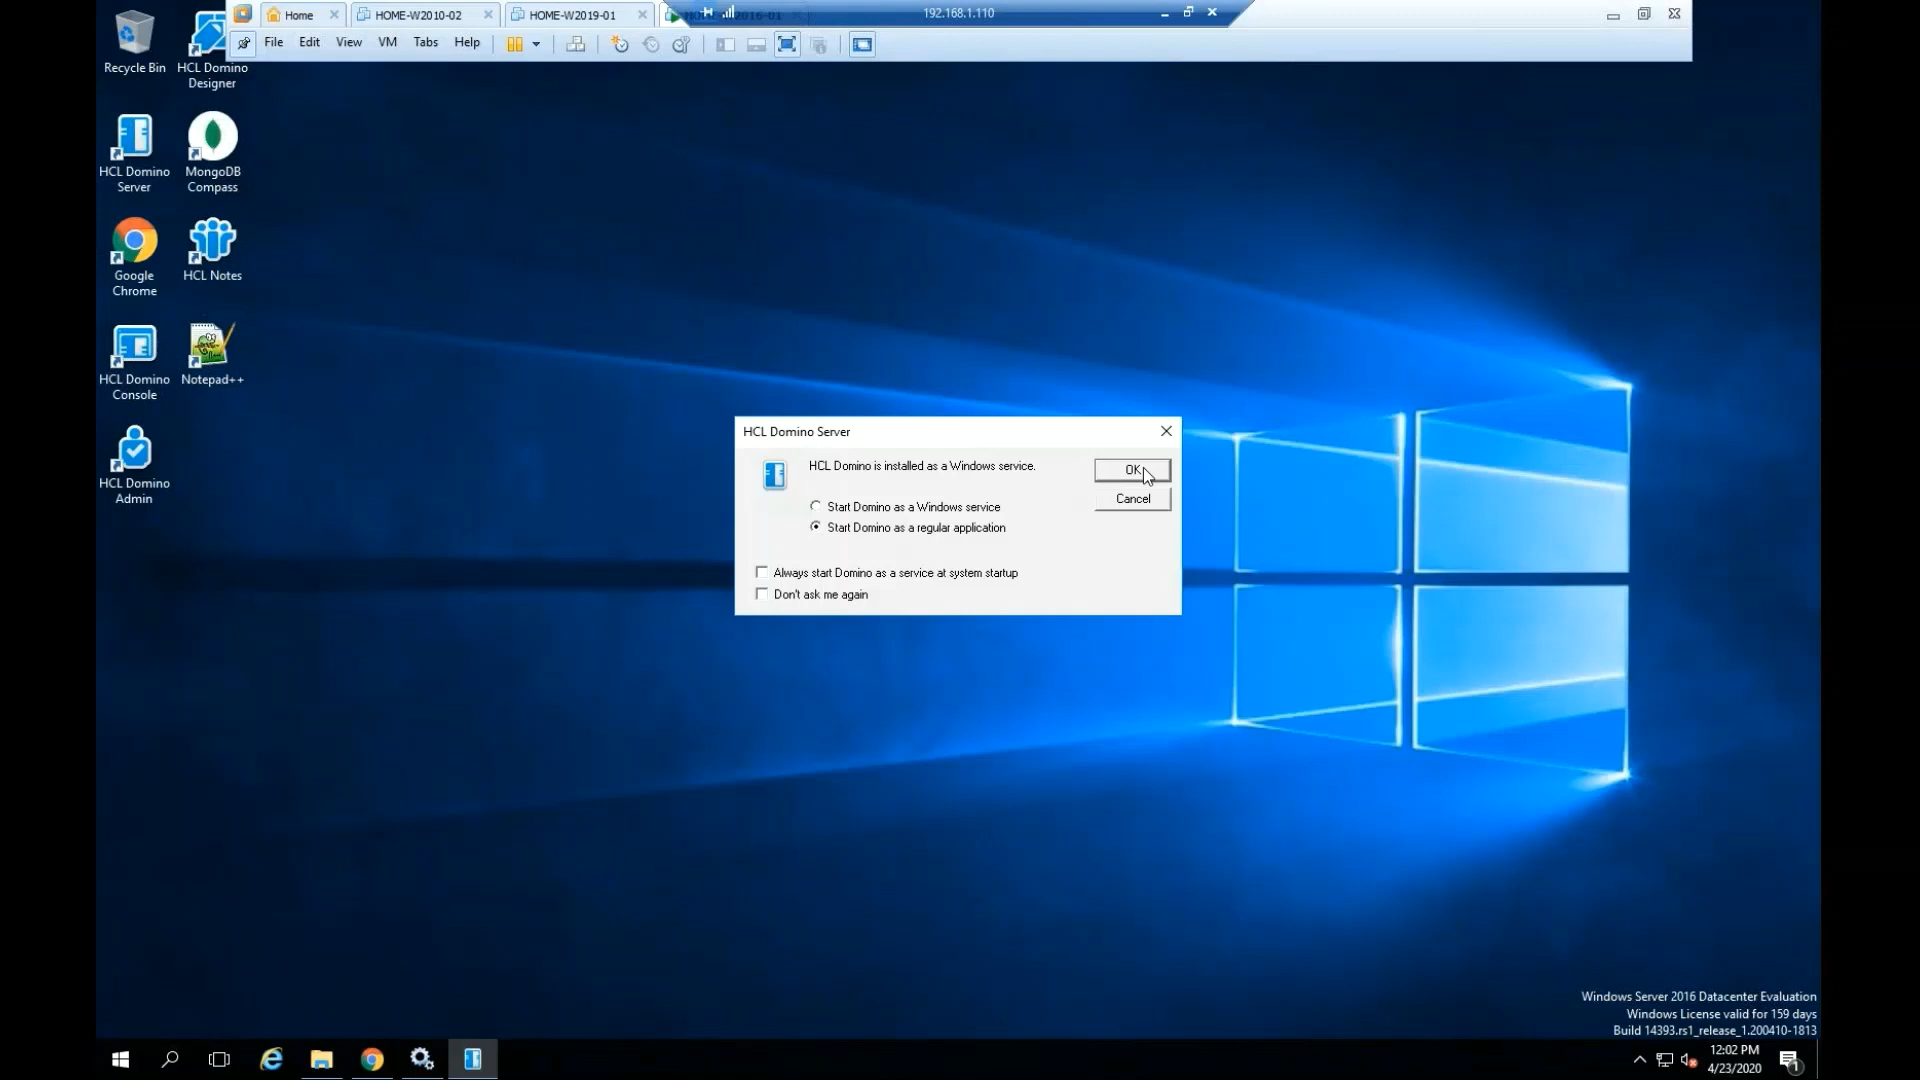 Home
HOME-W2010-02
HOME-W2019-01
HOME-W2016-01
192.168.1.110
File Edit View VM Tabs Help
Recycle Bin
HCL Domino
Designer
HCL Domino
Server
MongoDB
Compass
Google
Chrome
HCL Notes
HCL Domino
Console
Notepad++
HCL Domino
Admin
HCL Domino Server
HCL Domino is installed as a Windows service.
OK
Cancel
Start Domino as a Windows service
Start Domino as a regular application
Always start Domino as a service at system startup
Don't ask me again
Windows Server 2016 Datacenter Evaluation
Windows License valid for 159 days
Build 14393.rs1_release_1.200410-1813
12:02 PM
4/23/2020
1